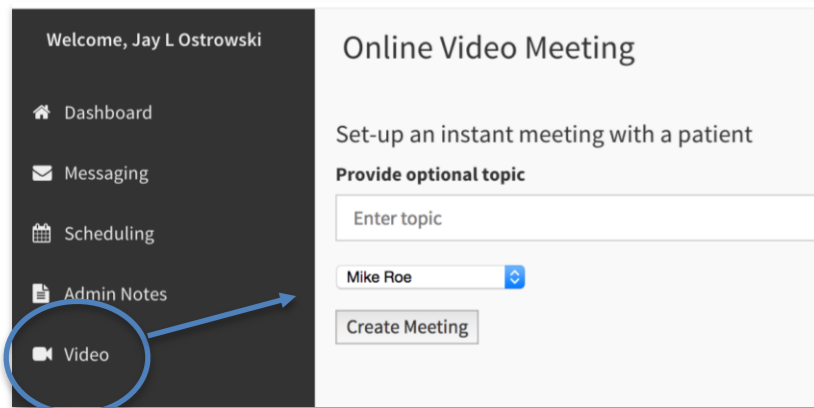 Welcome, Jay L Ostrowski
Dashboard
Messaging
Scheduling
Admin Notes
Video
Online Video Meeting
Set-up an instant meeting with a patient
Provide optional topic
Enter topic
Mike Roe
Create Meeting